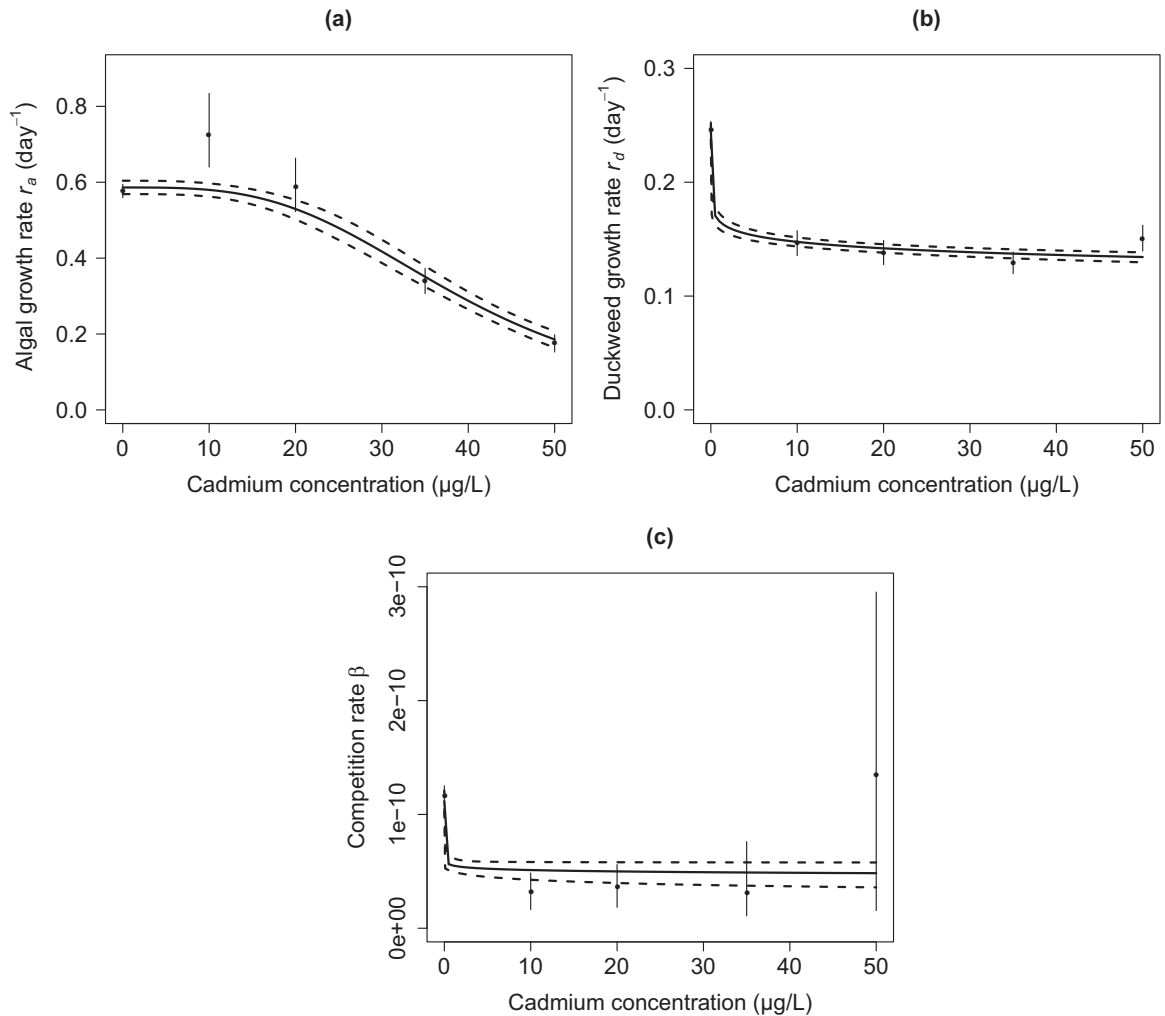 (a)
Algal growth rate rₐ (day⁻¹)
0.8
0.6
0.4
0.2
0.0
0 10 20 30 40 50
Cadmium concentration (µg/L)
(b)
Duckweed growth rate r_d (day⁻¹)
0.3
0.2
0.1
0.0
0 10 20 30 40 50
Cadmium concentration (µg/L)
(c)
Competition rate β
3e−10
2e−10
1e−10
0e+00
0 10 20 30 40 50
Cadmium concentration (µg/L)